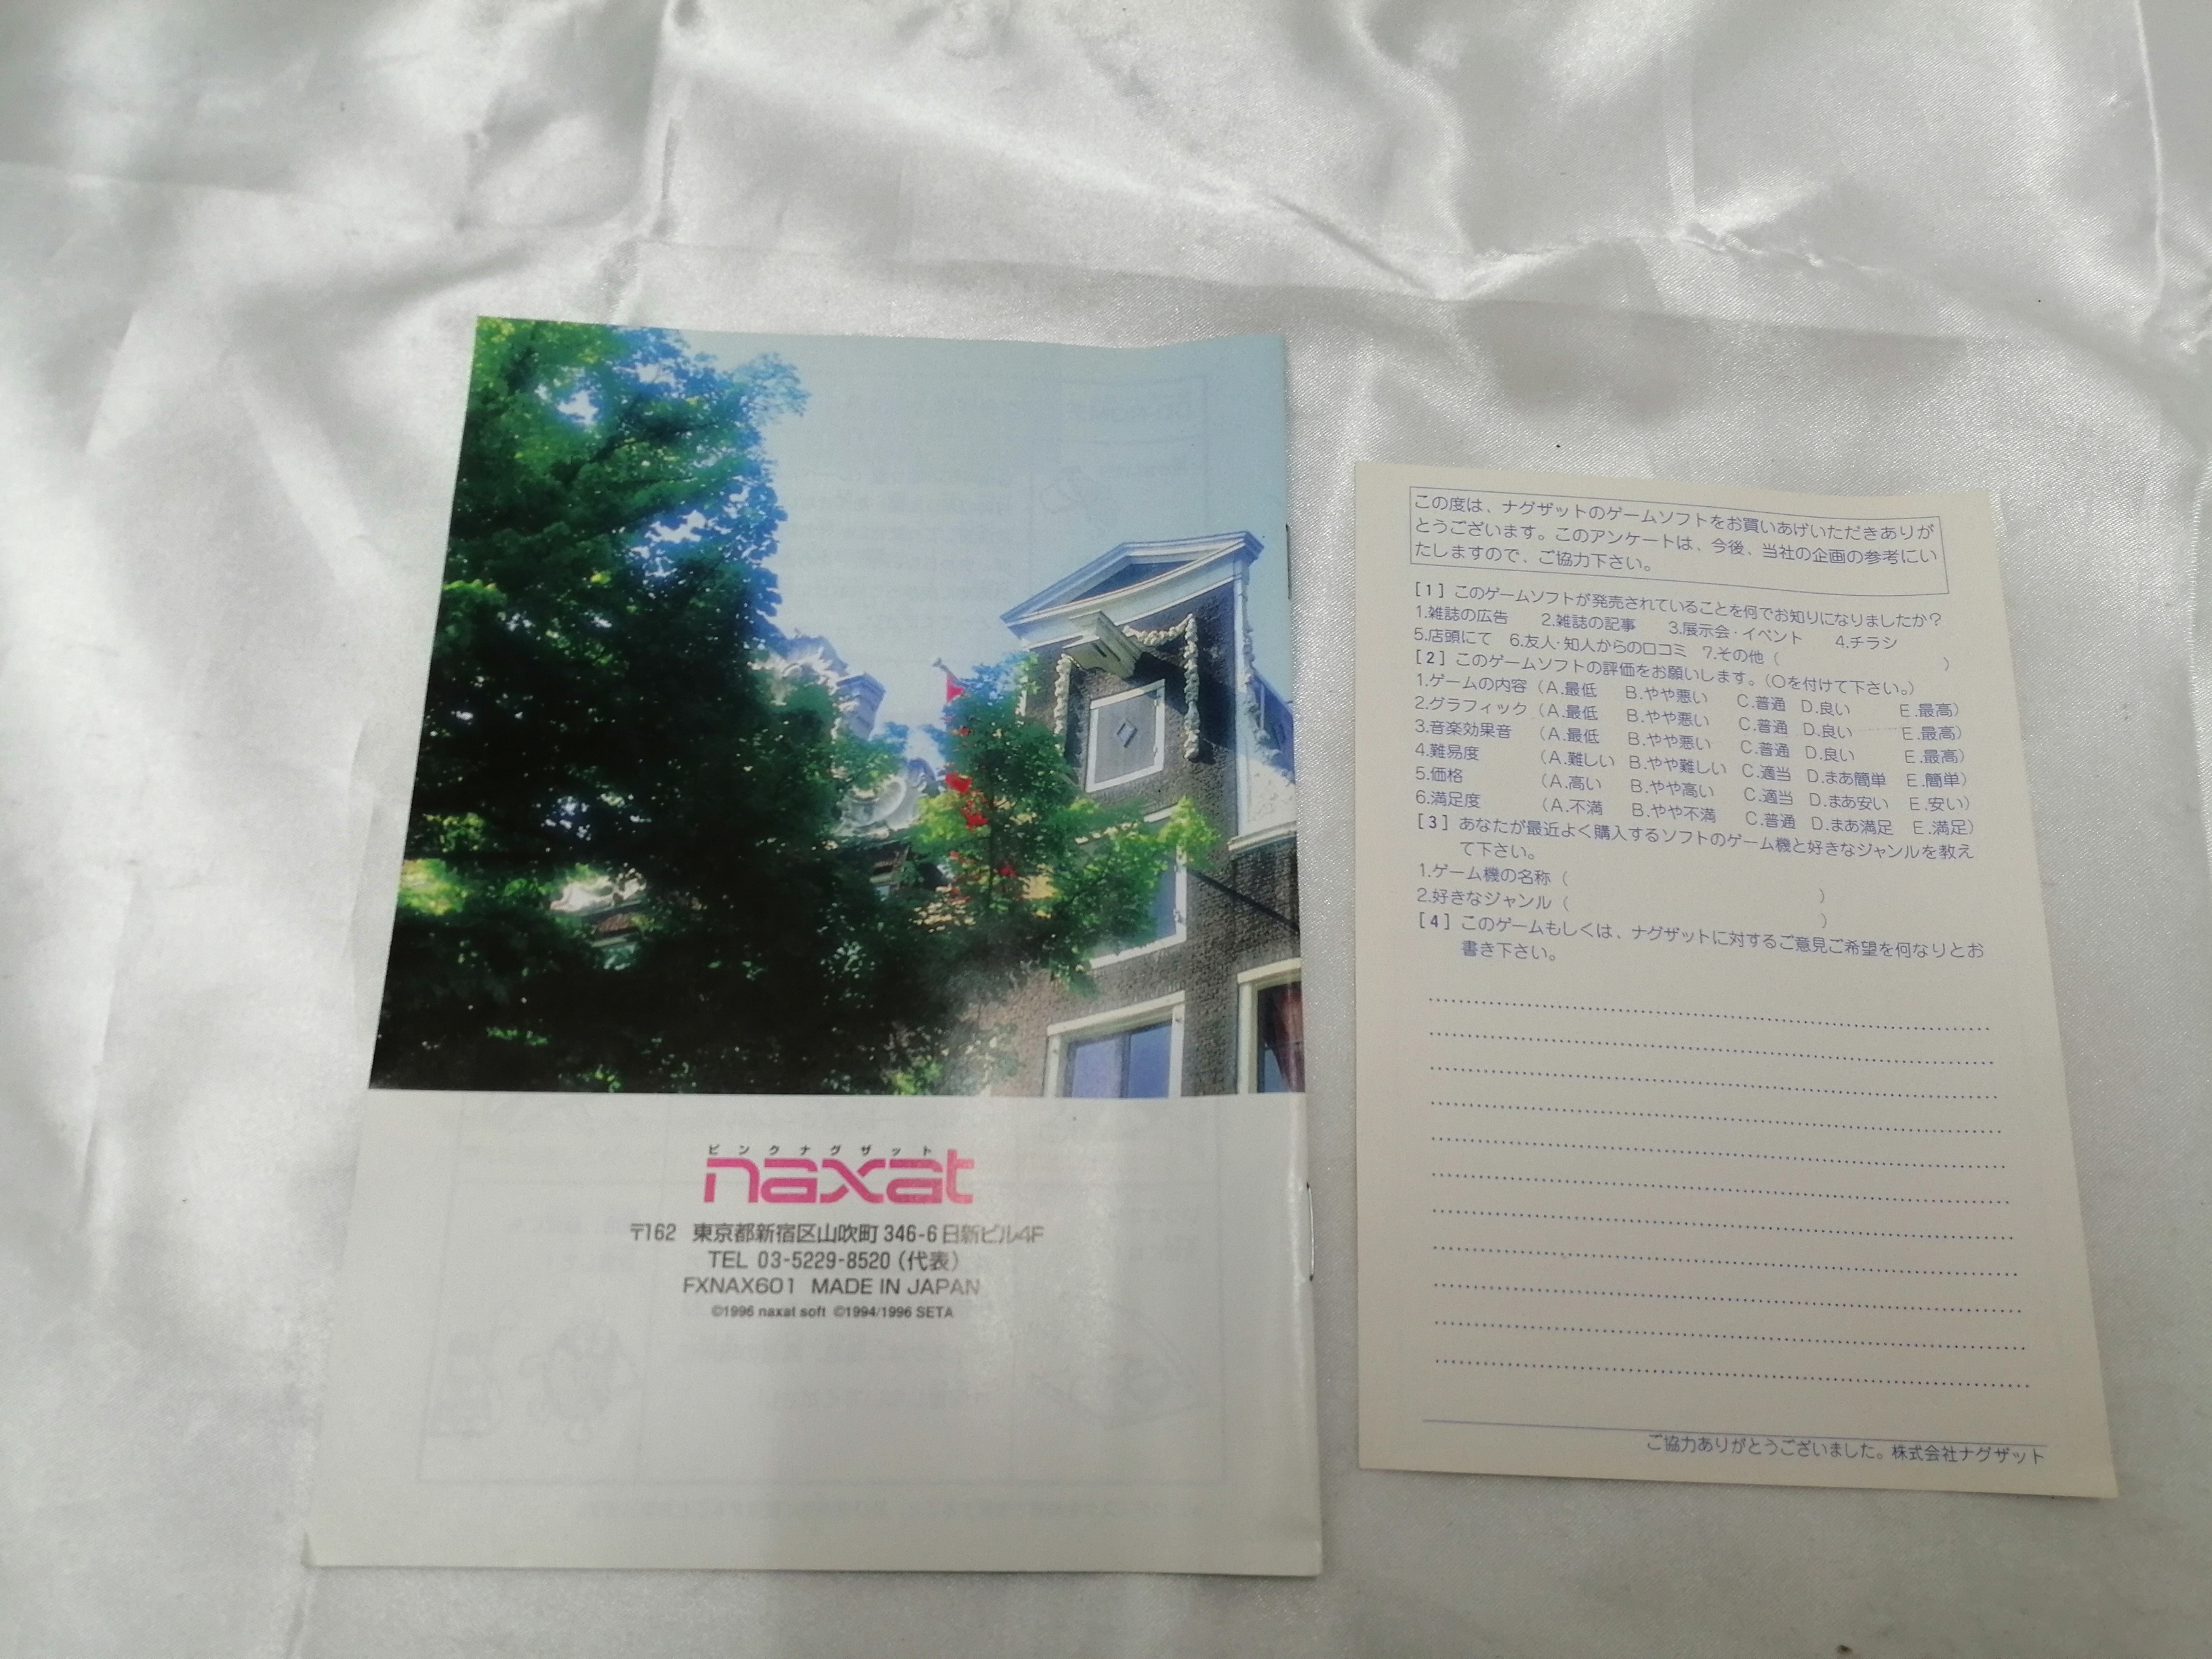 ピンクナグザット
naxat
〒162 東京都新宿区山吹町346-6日新ビル4F
TEL 03-5229-8520（代表）
FXNAX601 MADE IN JAPAN
©1996 naxat soft ©1994/1996 SETA
この度は、ナグザットのゲームソフトをお買いあげいただきありが
とうございます。このアンケートは、今後、当社の企画の参考にい
たしますので、ご協力下さい。
[1] このゲームソフトが発売されていることを何でお知りになりましたか？
1.雑誌の広告 2.雑誌の記事 3.展示会・イベント 4.チラシ
5.店頭にて 6.友人・知人からの口コミ 7.その他（ ）
[2] このゲームソフトの評価をお願いします。（〇を付けて下さい。）
1.ゲームの内容（A.最低 B.やや悪い C.普通 D.良い E.最高）
2.グラフィック（A.最低 B.やや悪い C.普通 D.良い E.最高）
3.音楽効果音 （A.最低 B.やや悪い C.普通 D.良い E.最高）
4.難易度 （A.難しい B.やや難しい C.適当 D.まあ簡単 E.簡単）
5.価格 （A.高い B.やや高い C.適当 D.まあ安い E.安い）
6.満足度 （A.不満 B.やや不満 C.普通 D.まあ満足 E.満足）
[3] あなたが最近よく購入するソフトのゲーム機と好きなジャンルを教え
て下さい。
1.ゲーム機の名称（ ）
2.好きなジャンル（ ）
[4] このゲームもしくは、ナグザットに対するご意見ご希望を何なりとお
書き下さい。
ご協力ありがとうございました。株式会社ナグザット